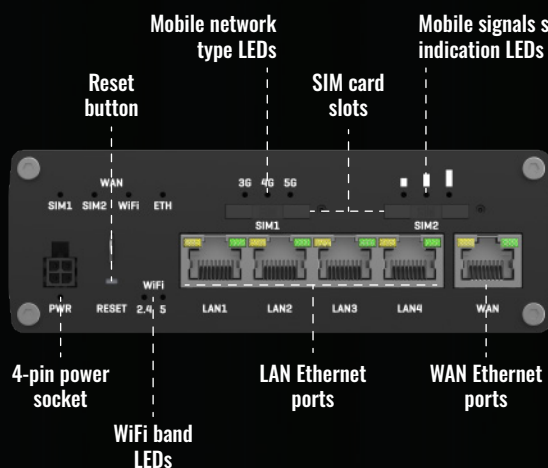 Mobile network
type LEDs
Mobile signals s
indication LEDs
Reset
button
SIM card
slots
WAN
SIM1 SIM2 WiFi ETH
3G 4G 5G
SIM1
SIM2
WiFi
2.4 5
PWR RESET LAN1 LAN2 LAN3 LAN4 WAN
4-pin power
socket
LAN Ethernet
ports
WAN Ethernet
ports
WiFi band
LEDs